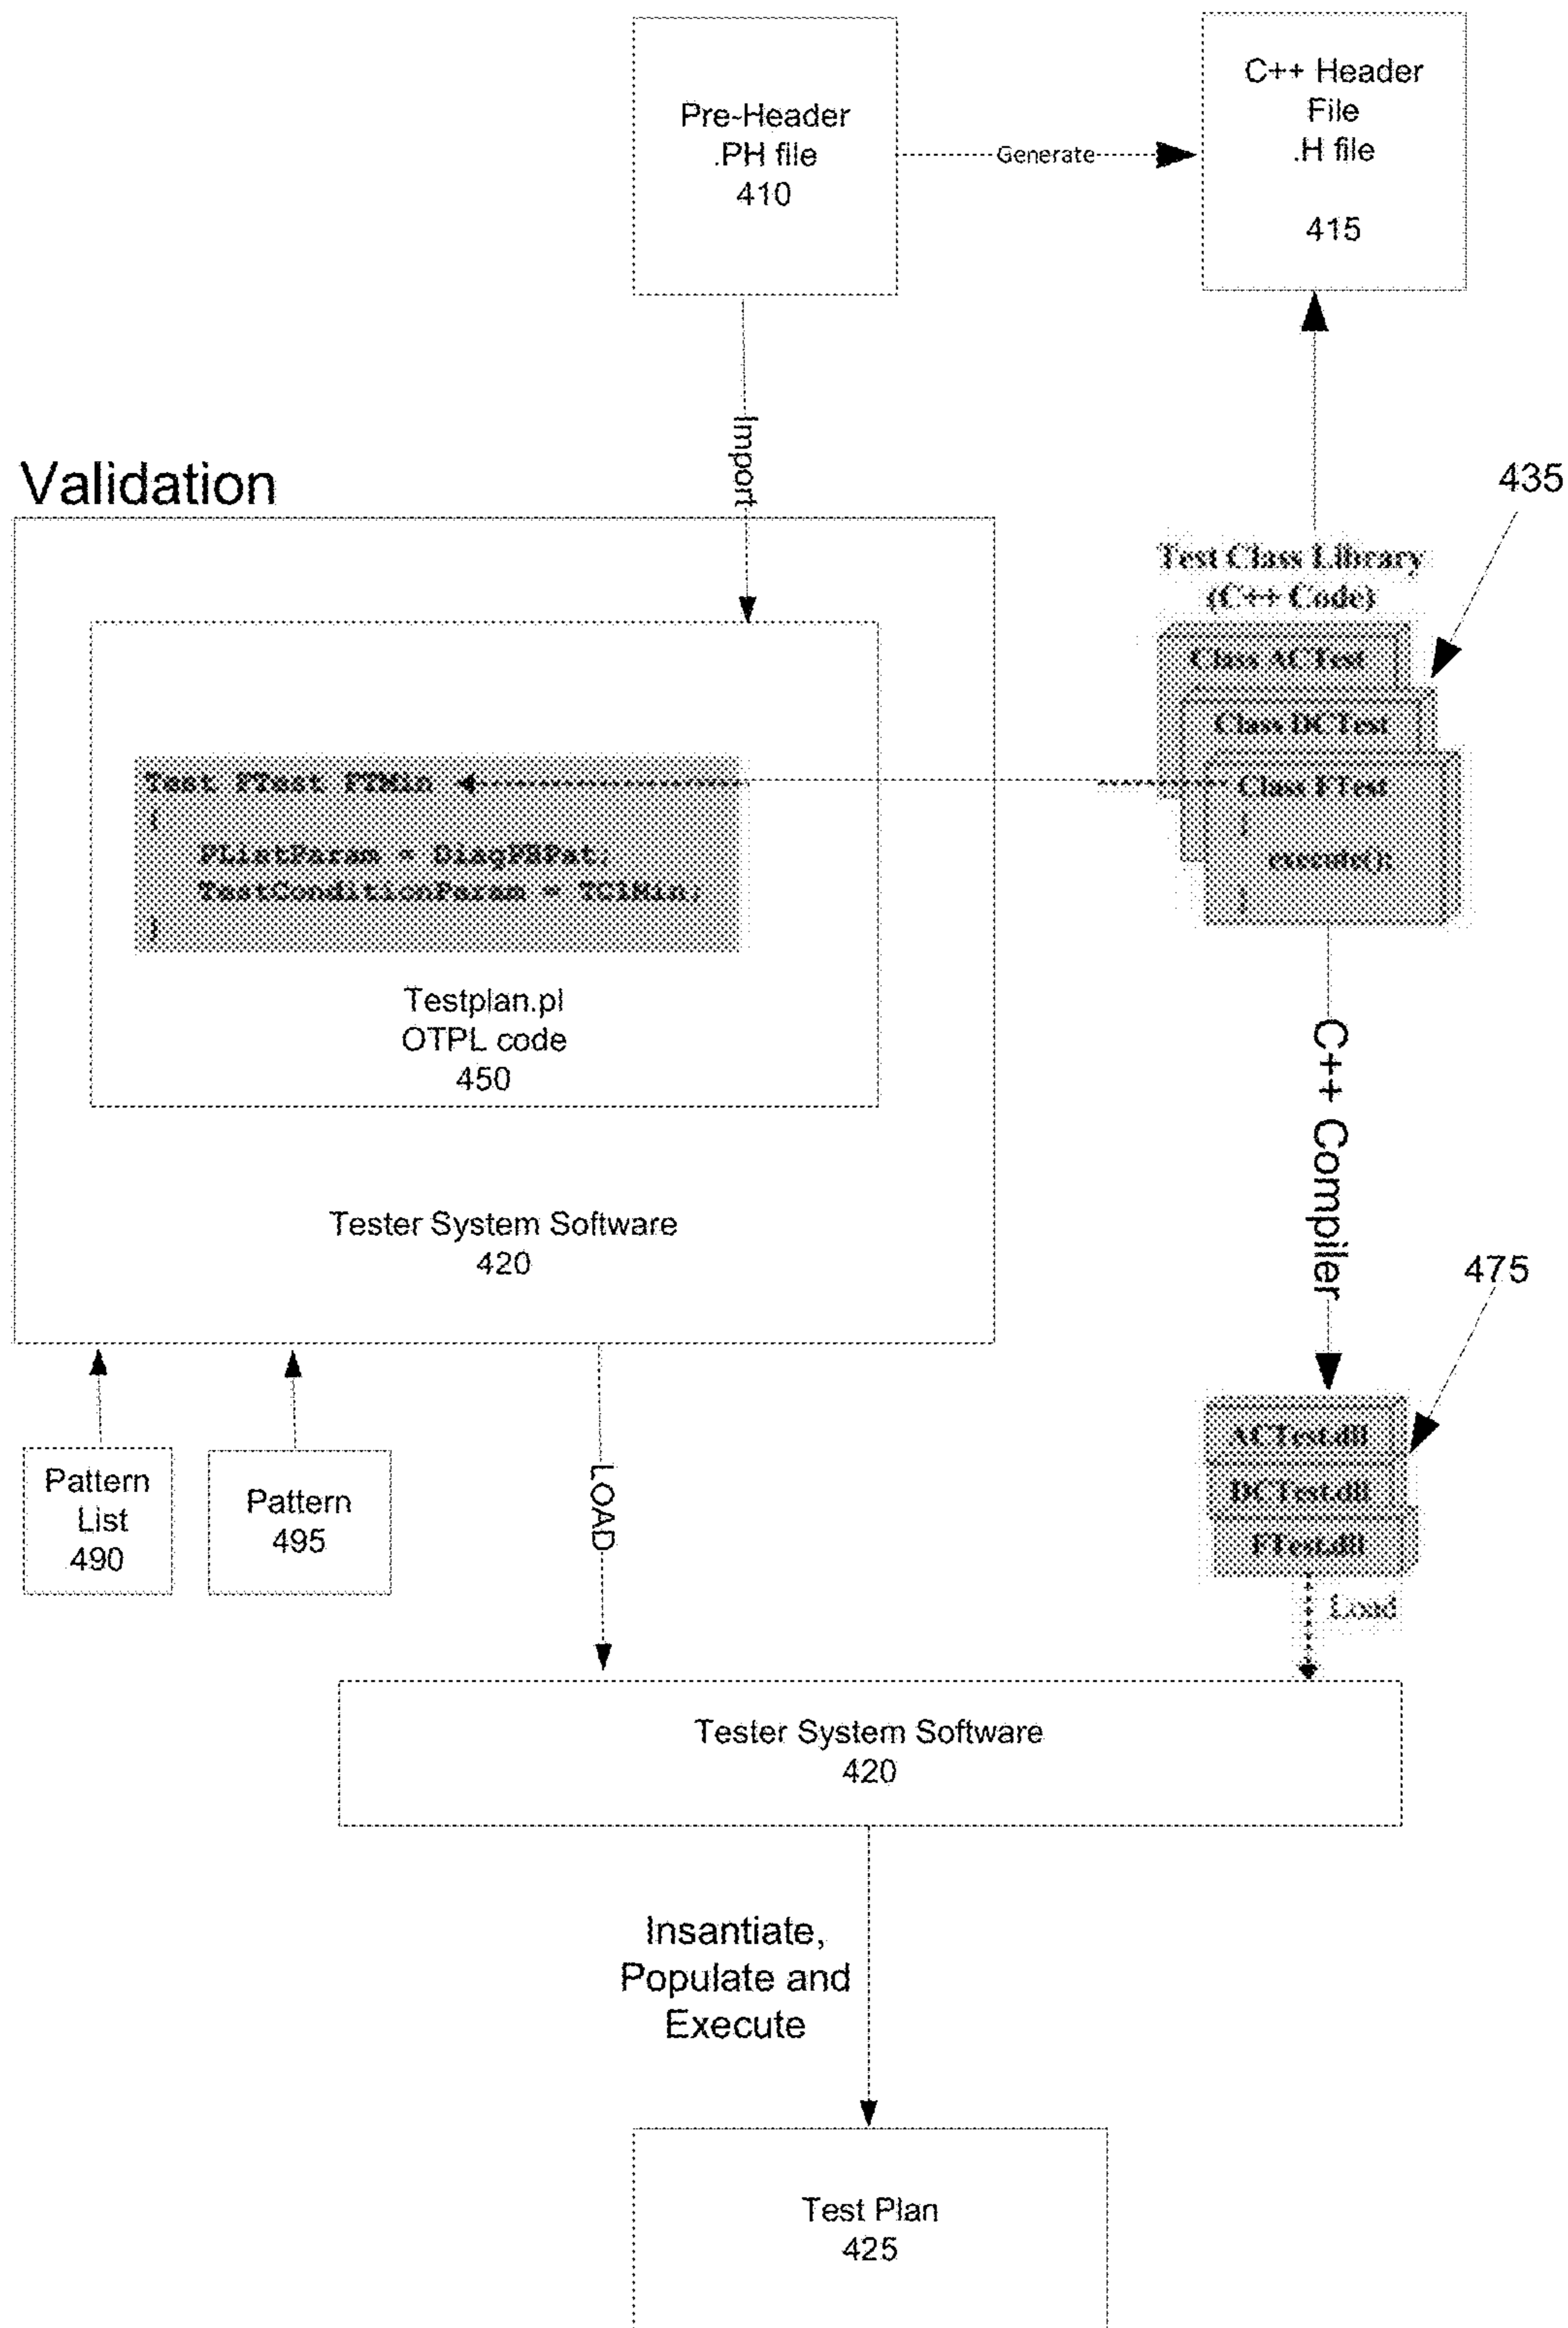 Pre-Header
.PH file
410
Generate
C++ Header
File
.H file
415
Import
Validation
435
Test Class Library
(C++ Code)
Class ACTest
Class DCTest
Class FTest
{
execute();
}
Test FTest FTMin
{
PListParam = DiagPBPat;
TestConditionParam = TC1Min;
}
Testplan.pl
OTPL code
450
Tester System Software
420
C++ Compiler
475
Pattern
List
490
Pattern
495
LOAD
ACTest.dll
DCTest.dll
FTest.dll
Load
Tester System Software
420
Insantiate,
Populate and
Execute
Test Plan
425